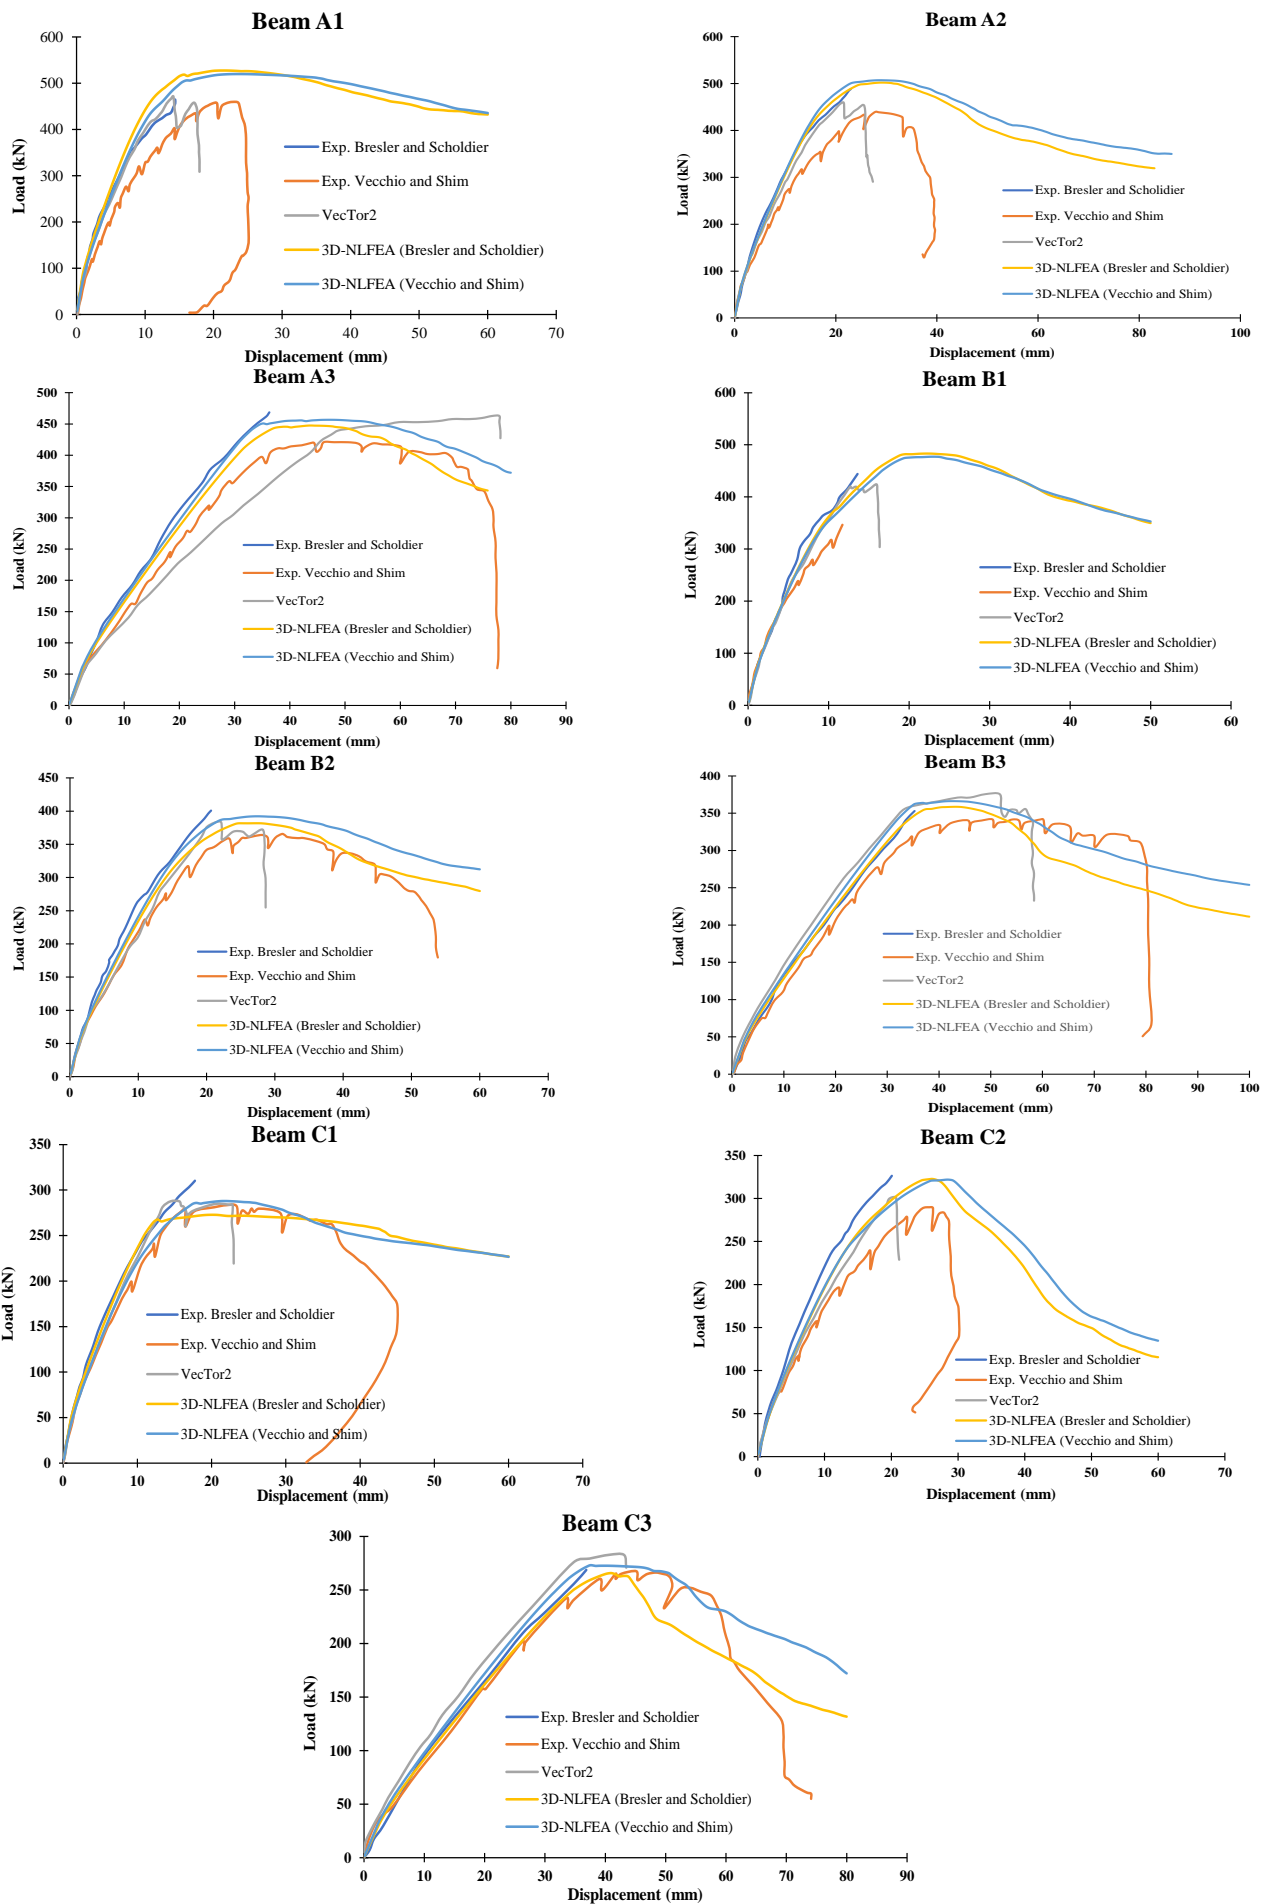 Beam A1
600
500
400
300
200
100
0
Load (kN)
0 10 20 30 40 50 60 70
Displacement (mm)
Exp. Bresler and Scholdier
Exp. Vecchio and Shim
VecTor2
3D-NLFEA (Bresler and Scholdier)
3D-NLFEA (Vecchio and Shim)
Beam A2
600
500
400
300
200
100
0
Load (kN)
0 20 40 60 80 100
Displacement (mm)
Exp. Bresler and Scholidier
Exp. Vecchio and Shim
VecTor2
3D-NLFEA (Bresler and Scholdier)
3D-NLFEA (Vecchio and Shim)
Beam A3
500
450
400
350
300
250
200
150
100
50
0
Load (kN)
0 10 20 30 40 50 60 70 80 90
Displacement (mm)
Exp. Bresler and Scholdier
Exp. Vecchio and Shim
VecTor2
3D-NLFEA (Bresler and Scholdier)
3D-NLFEA (Vecchio and Shim)
Beam B1
600
500
400
300
200
100
0
Load (kN)
0 10 20 30 40 50 60
Displacement (mm)
Exp. Bresler and Scholdier
Exp. Vecchio and Shim
VecTor2
3D-NLFEA (Bresler and Scholdier)
3D-NLFEA (Vecchio and Shim)
Beam B2
450
400
350
300
250
200
150
100
50
0
Load (kN)
0 10 20 30 40 50 60 70
Displacement (mm)
Exp. Bresler and Scholdier
Exp. Vecchio and Shim
VecTor2
3D-NLFEA (Bresler and Scholdier)
3D-NLFEA (Vecchio and Shim)
Beam B3
400
350
300
250
200
150
100
50
0
Load (kN)
0 10 20 30 40 50 60 70 80 90 100
Displacement (mm)
Exp. Bresler and Scholdier
Exp. Vecchio and Shim
VecTor2
3D-NLFEA (Bresler and Scholdier)
3D-NLFEA (Vecchio and Shim)
Beam C1
350
300
250
200
150
100
50
0
Load (kN)
0 10 20 30 40 50 60 70
Displacement (mm)
Exp. Bresler and Scholdier
Exp. Vecchio and Shim
VecTor2
3D-NLFEA (Bresler and Scholdier)
3D-NLFEA (Vecchio and Shim)
Beam C2
350
300
250
200
150
100
50
0
Load (kN)
0 10 20 30 40 50 60 70
Displacement (mm)
Exp. Bresler and Scholdier
Exp. Vecchio and Shim
VecTor2
3D-NLFEA (Bresler and Scholdier)
3D-NLFEA (Vecchio and Shim)
Beam C3
300
250
200
150
100
50
0
Load (kN)
0 10 20 30 40 50 60 70 80 90
Displacement (mm)
Exp. Bresler and Scholdier
Exp. Vecchio and Shim
VecTor2
3D-NLFEA (Bresler and Scholdier)
3D-NLFEA (Vecchio and Shim)